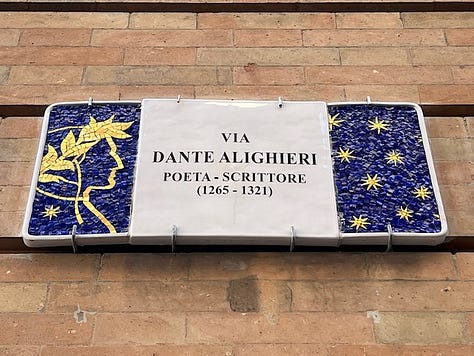 VIA
DANTE ALIGHIERI
POETA - SCRITTORE
(1265 - 1321)